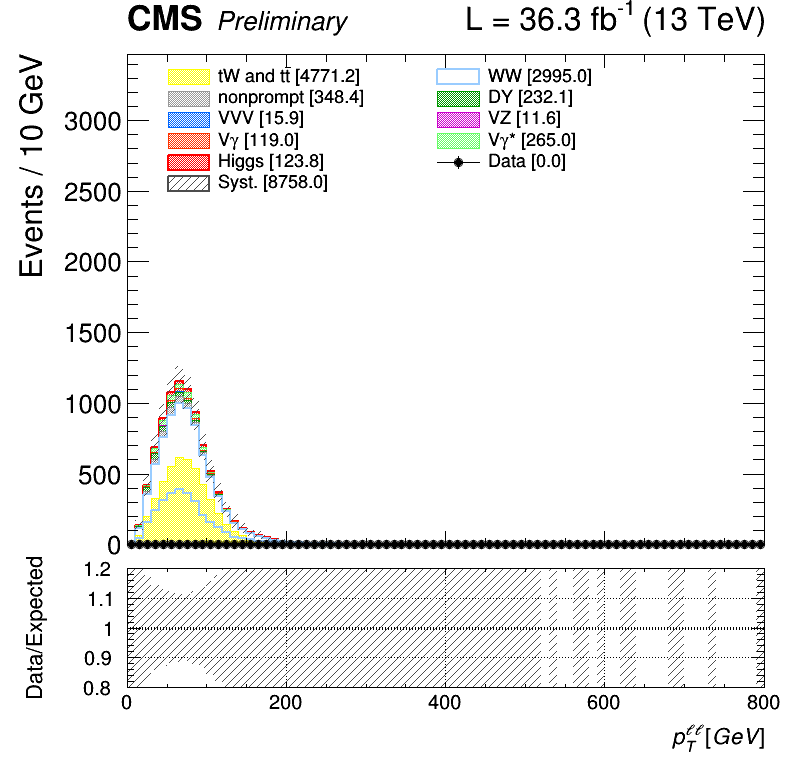 CMS Preliminary L = 36.3 fb⁻¹ (13 TeV)
Events / 10 GeV
tW and tt̄ [4771.2]
nonprompt [348.4]
VVV [15.9]
Vγ [119.0]
Higgs [123.8]
Syst. [8758.0]
WW [2995.0]
DY [232.1]
VZ [11.6]
Vγ* [265.0]
Data [0.0]
3000
2500
2000
1500
1000
500
0
Data/Expected
1.2
1.1
1
0.9
0.8
0 200 400 600 800
p_T^ℓℓ [GeV]